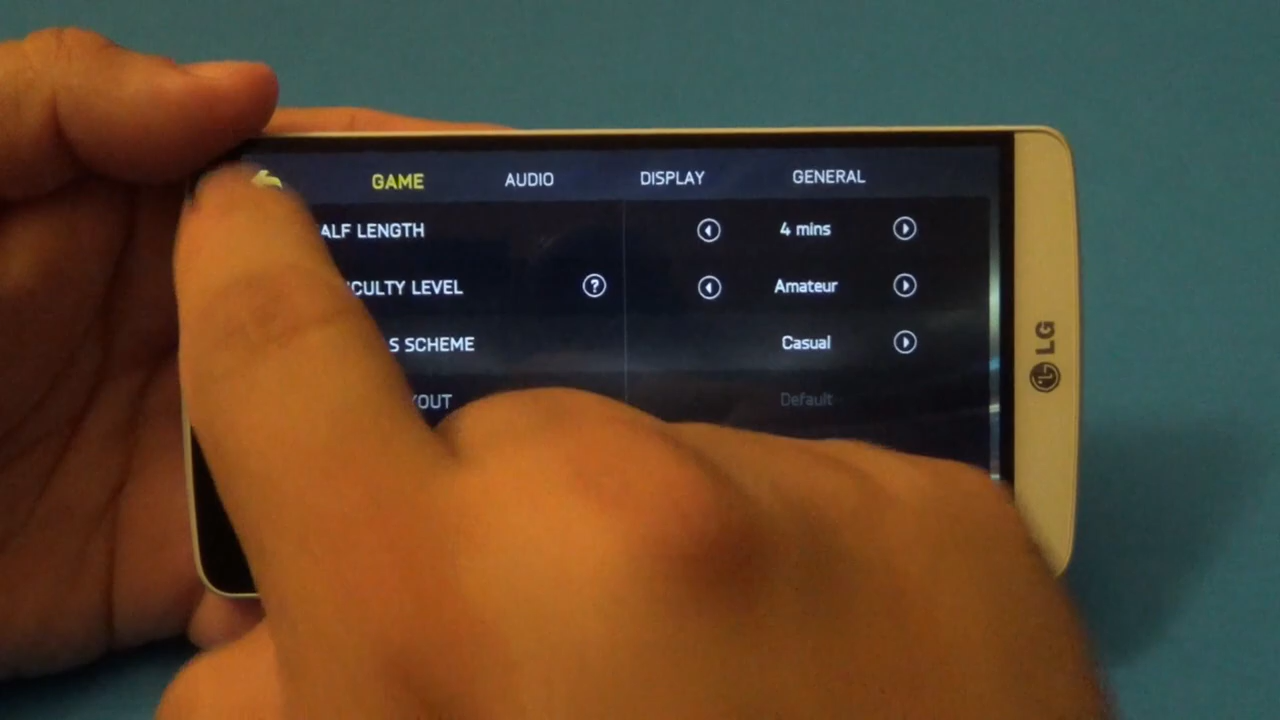 GAME AUDIO DISPLAY GENERAL
ALF LENGTH 4 mins
CULTY LEVEL ? Amateur
S SCHEME Casual
YOUT Default
LG